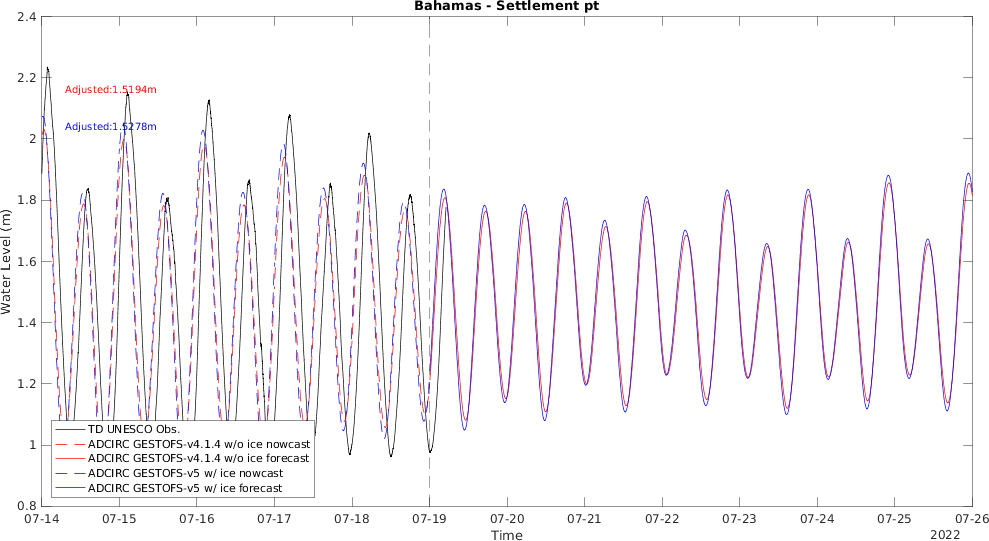 Bahamas - Settlement pt
2.4
2.2
2
1.8
1.6
1.4
1.2
1
0.8
Water Level (m)
Adjusted:1.5194m
Adjusted:1.5278m
TD UNESCO Obs.
ADCIRC GESTOFS-v4.1.4 w/o ice nowcast
ADCIRC GESTOFS-v4.1.4 w/o ice forecast
ADCIRC GESTOFS-v5 w/ ice nowcast
ADCIRC GESTOFS-v5 w/ ice forecast
07-14 07-15 07-16 07-17 07-18 07-19 07-20 07-21 07-22 07-23 07-24 07-25 07-26
Time
2022